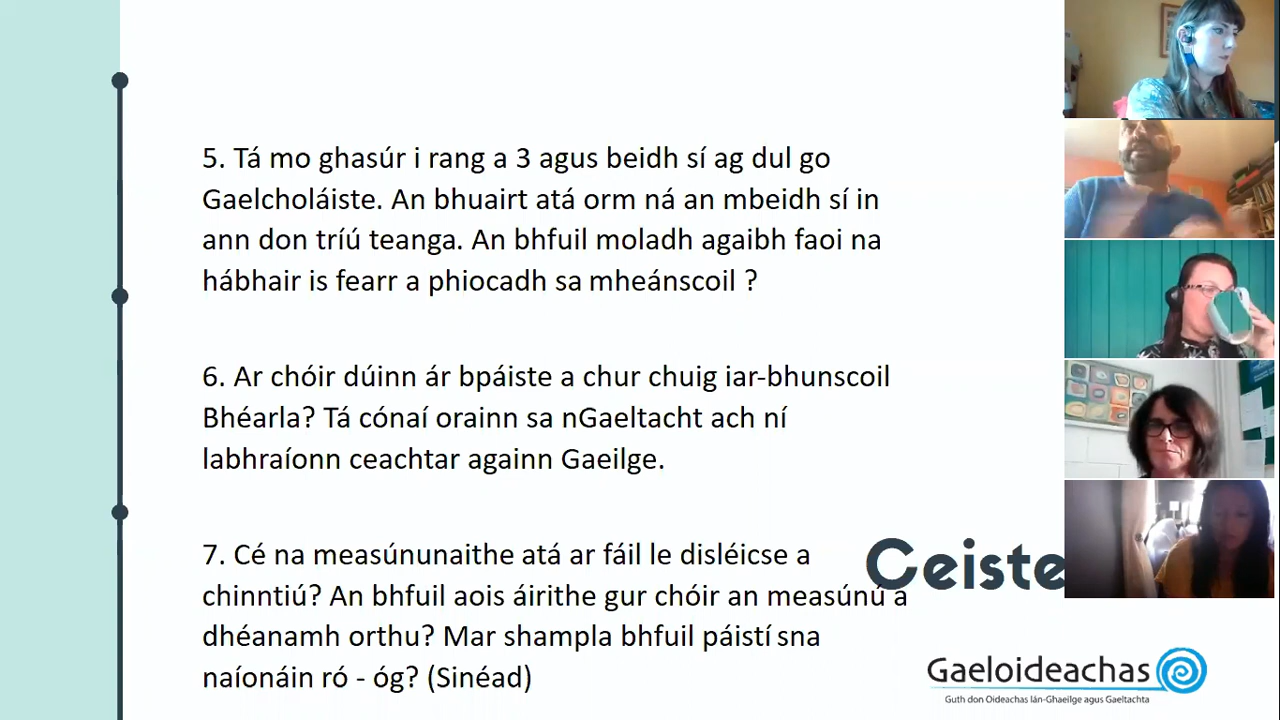 5. Tá mo ghasúr i rang a 3 agus beidh sí ag dul go
Gaelcholáiste. An bhuairt atá orm ná an mbeidh sí in
ann don tríú teanga. An bhfuil moladh agaibh faoi na
hábhair is fearr a phiocadh sa mheánscoil ?
6. Ar chóir dúinn ár bpáiste a chur chuig iar-bhunscoil
Bhéarla? Tá cónaí orainn sa nGaeltacht ach ní
labhraíonn ceachtar againn Gaeilge.
7. Cé na measúnunaithe atá ar fáil le disléicse a
chinntiú? An bhfuil aois áirithe gur chóir an measúnú a
dhéanamh orthu? Mar shampla bhfuil páistí sna
naíonáin ró - óg? (Sinéad)
Ceiste
Gaeloideachas
Guth don Oideachas lán-Ghaeilge agus Gaeltachta